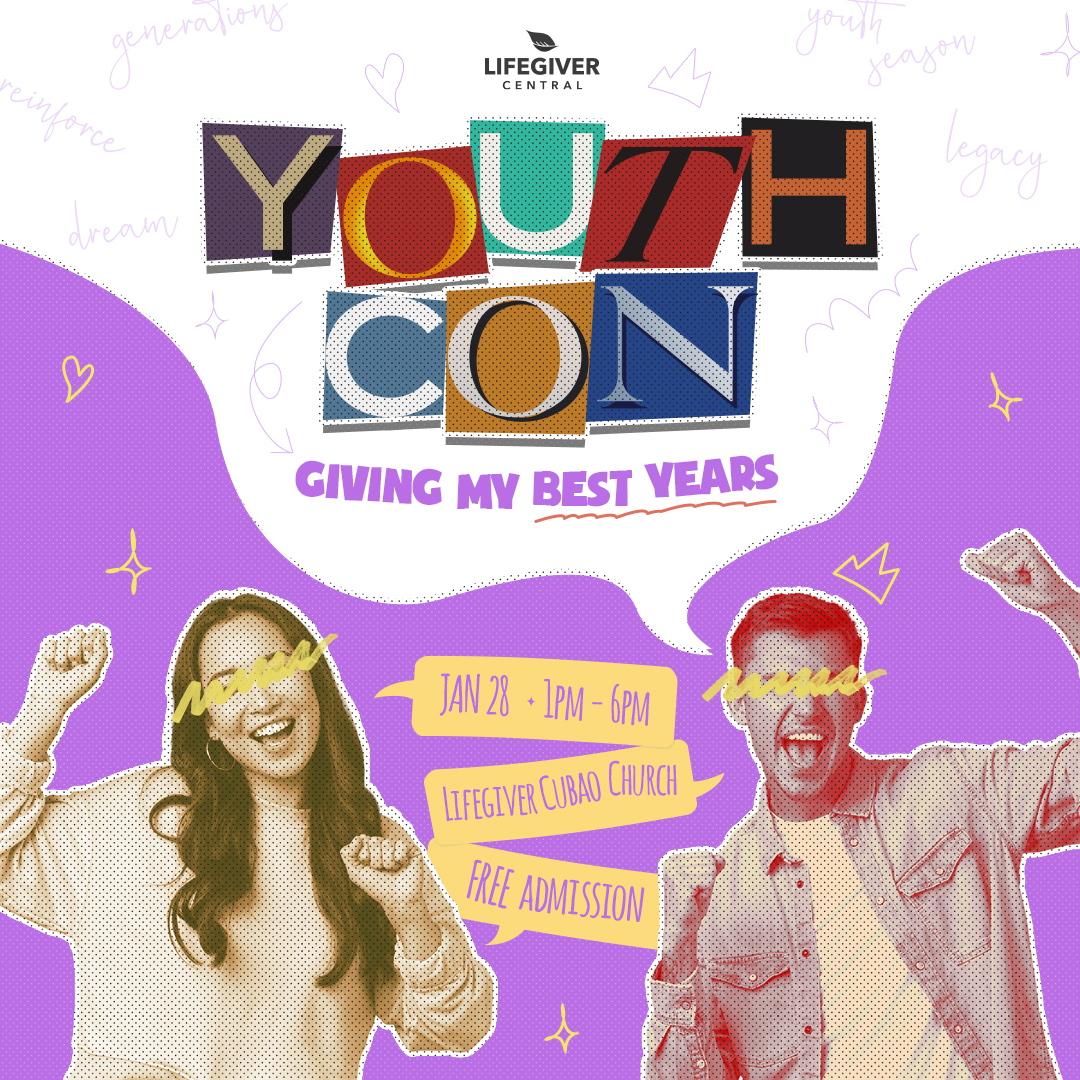 generations
youth
season
reinforce
LIFEGIVER
CENTRAL
legacy
dream
YOUTH
CON
GIVING MY BEST YEARS
JAN 28 ✦ 1PM – 6PM
LIFEGIVER CUBAO CHURCH
FREE ADMISSION